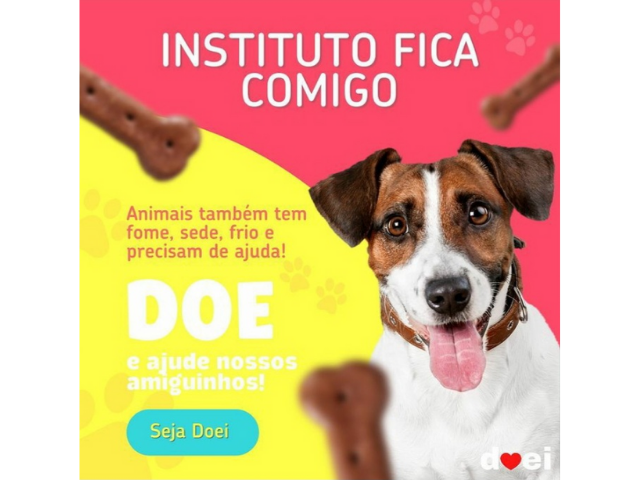 INSTITUTO FICA
COMIGO
Animais também tem
fome, sede, frio e
precisam de ajuda!
DOE
e ajude nossos
amiguinhos!
Seja Doei
doei